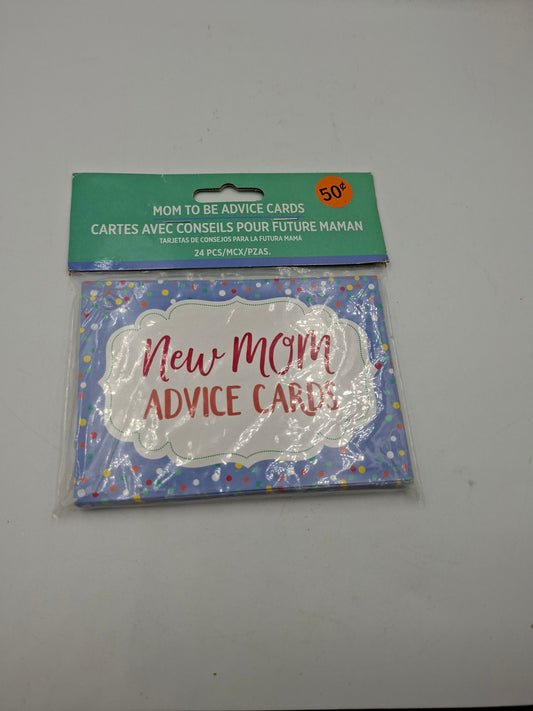 50¢
MOM TO BE ADVICE CARDS
CARTES AVEC CONSEILS POUR FUTURE MAMAN
TARJETAS DE CONSEJOS PARA LA FUTURA MAMÁ
24 PCS/MCX/PZAS.
New MOM
ADVICE CARDS